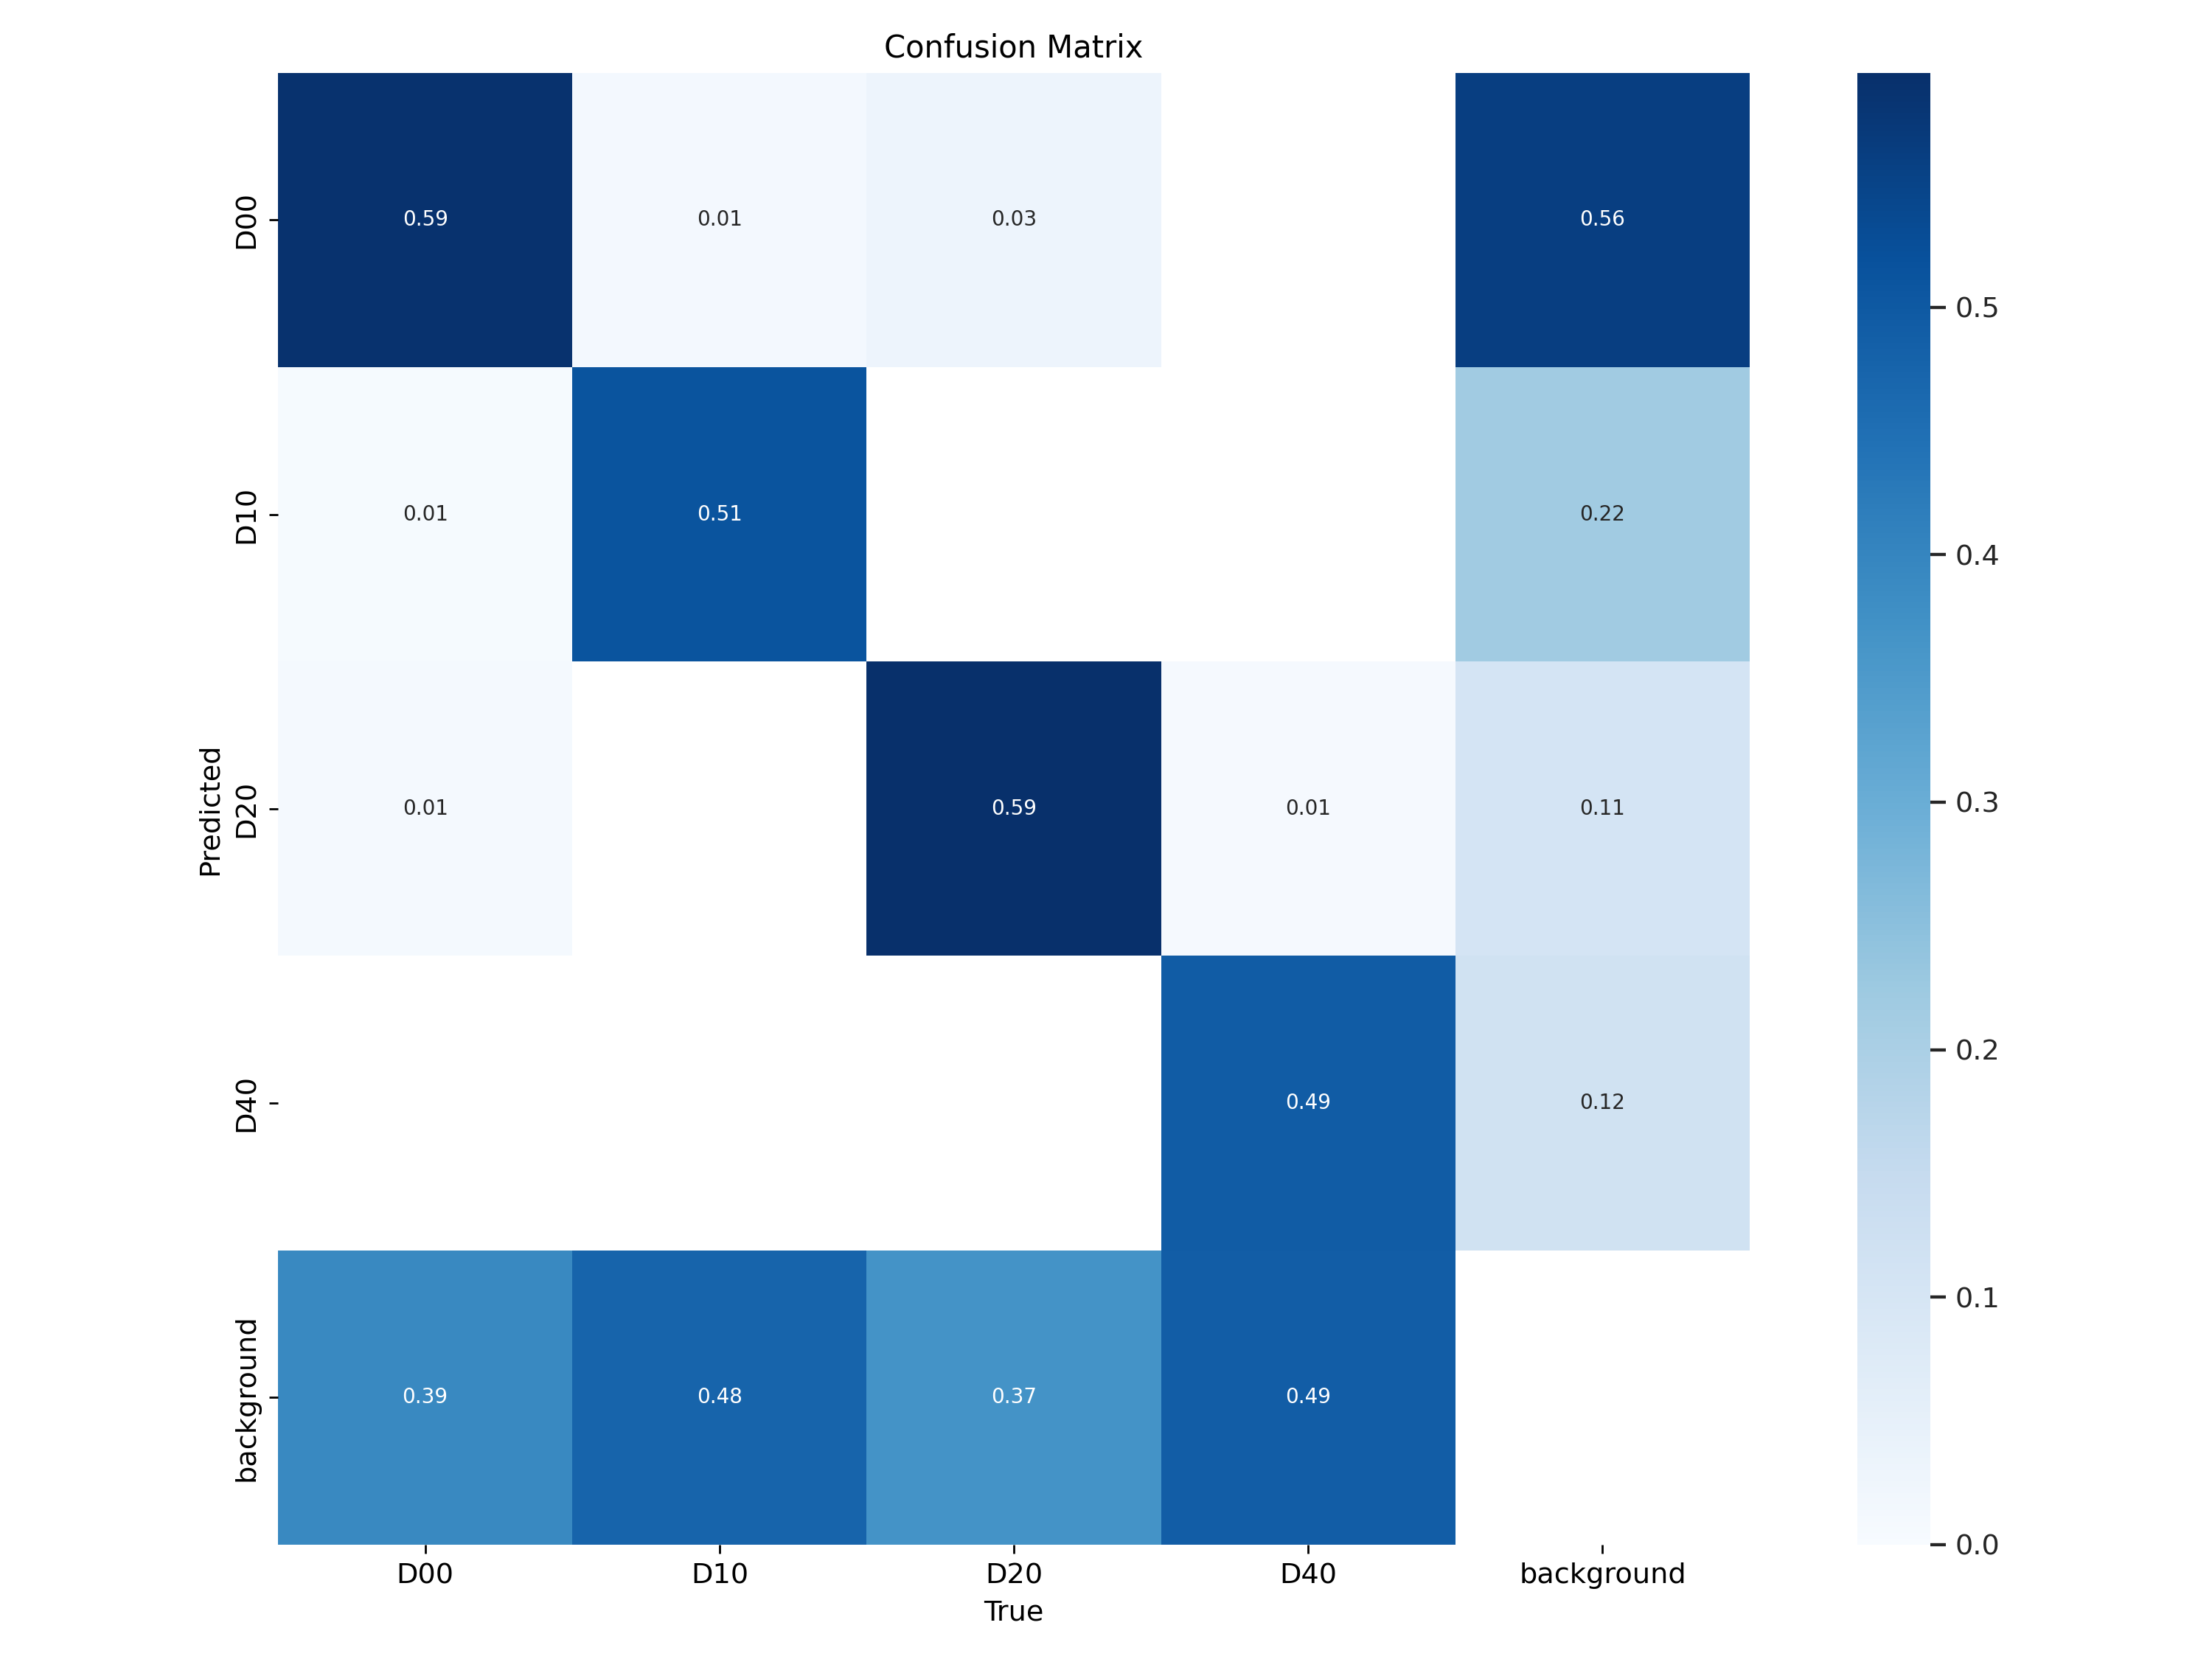 Confusion Matrix
D00 0.59 0.01 0.03 0.56
D10 0.01 0.51 0.22
D20 0.01 0.59 0.01 0.11
D40 0.49 0.12
background 0.39 0.48 0.37 0.49
Predicted
D00 D10 D20 D40 background
True
0.5
0.4
0.3
0.2
0.1
0.0